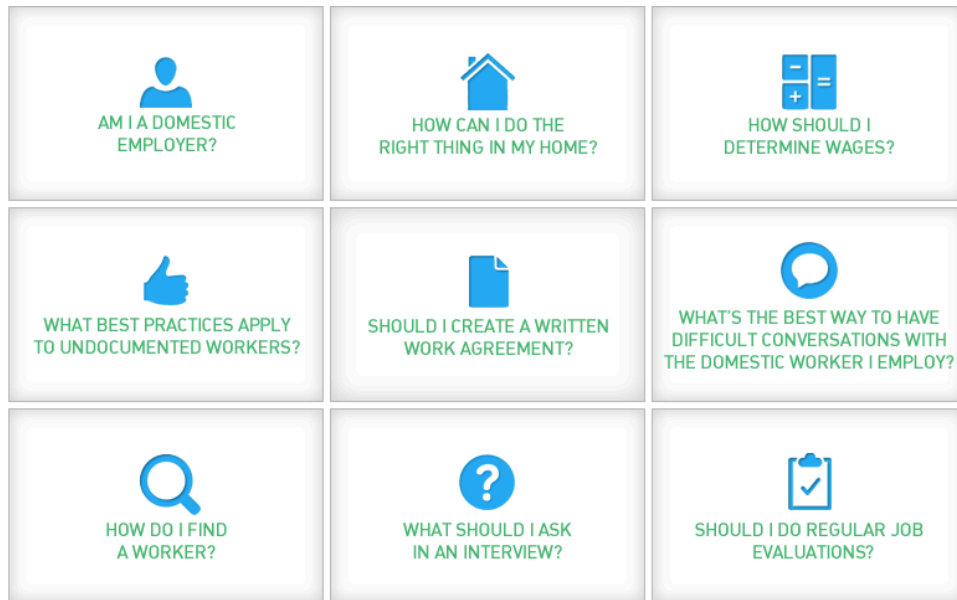 AM I A DOMESTIC
EMPLOYER?
HOW CAN I DO THE
RIGHT THING IN MY HOME?
HOW SHOULD I
DETERMINE WAGES?
WHAT BEST PRACTICES APPLY
TO UNDOCUMENTED WORKERS?
SHOULD I CREATE A WRITTEN
WORK AGREEMENT?
WHAT'S THE BEST WAY TO HAVE
DIFFICULT CONVERSATIONS WITH
THE DOMESTIC WORKER I EMPLOY?
HOW DO I FIND
A WORKER?
WHAT SHOULD I ASK
IN AN INTERVIEW?
SHOULD I DO REGULAR JOB
EVALUATIONS?